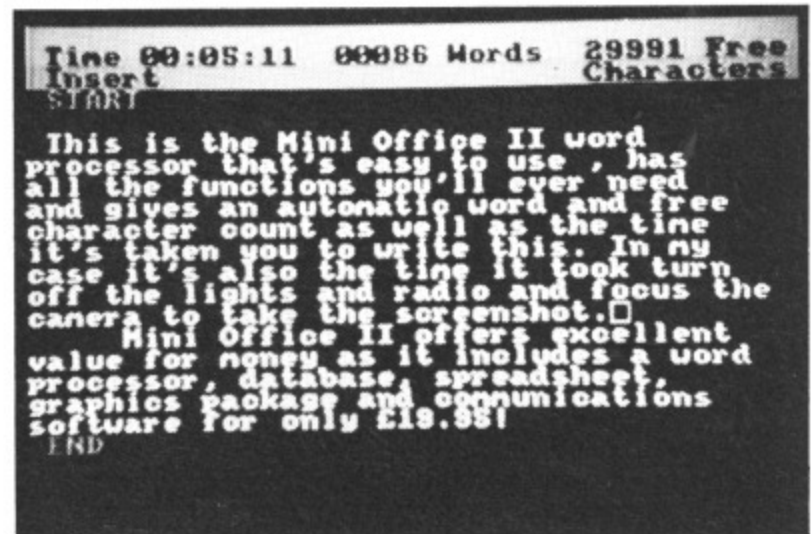 Time 00:05:11 00086 Words 29991 Free
Insert Characters
START
This is the Mini Office II word
processor that's easy to use , has
all the functions you'll ever need
and gives an automatic word and free
character count as well as the time
it's taken you to write this. In my
case it's also the time it took turn
off the lights and radio and focus the
camera to take the screenshot.
Mini Office II offers excellent
value for money as it includes a word
processor, database, spreadsheet,
graphics package and communications
software for only £19.95!
END